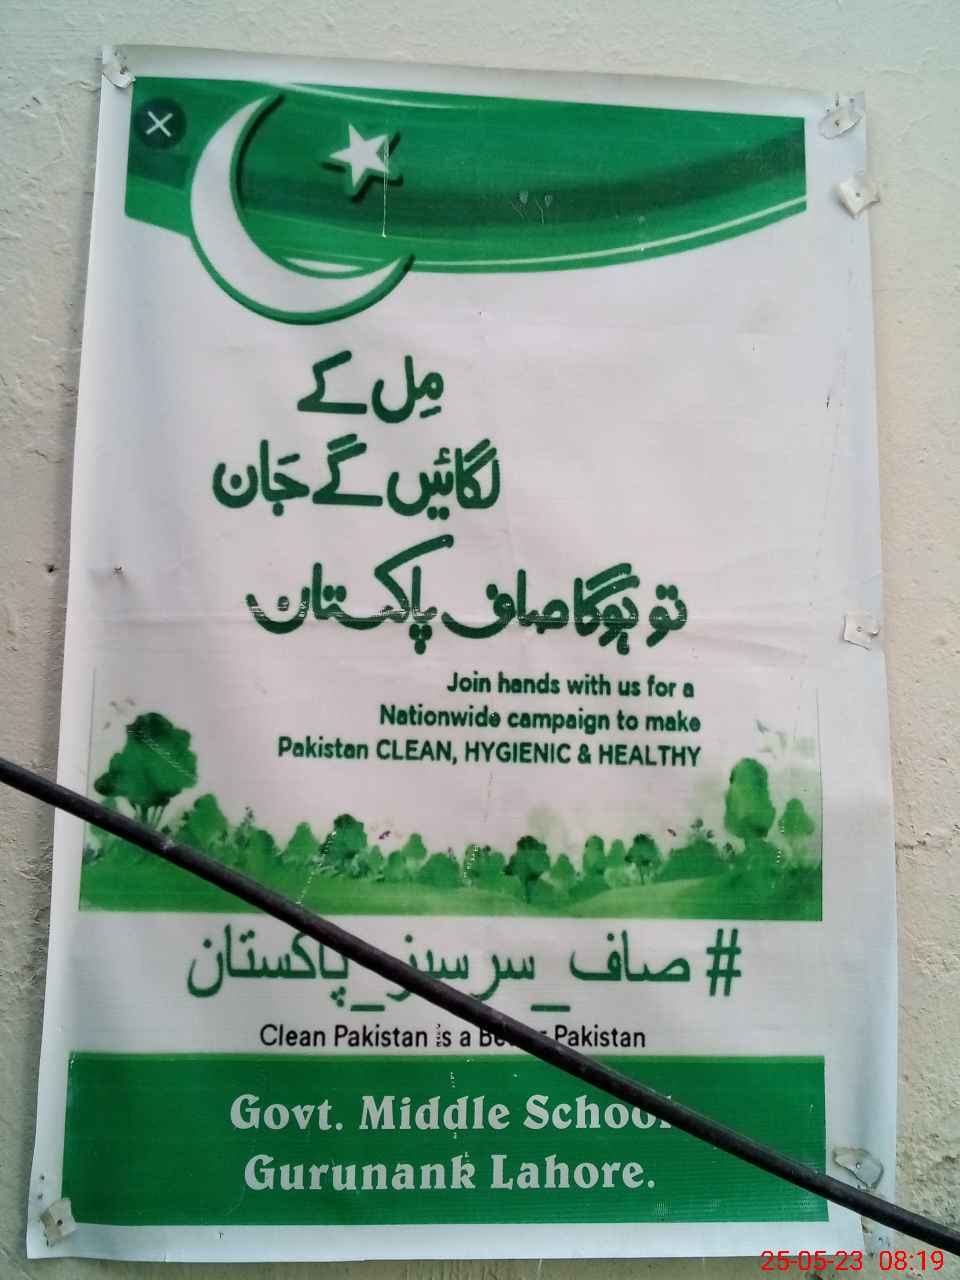 مِل کے
لگائیں گے جَان
تو ہوگا صاف پاکستان
Join hands with us for a
Nationwide campaign to make
Pakistan CLEAN, HYGIENIC & HEALTHY
# صاف_سرسبز_پاکستان
Clean Pakistan is a Better Pakistan
Govt. Middle School
Gurunank Lahore.
25-05-23 08:19